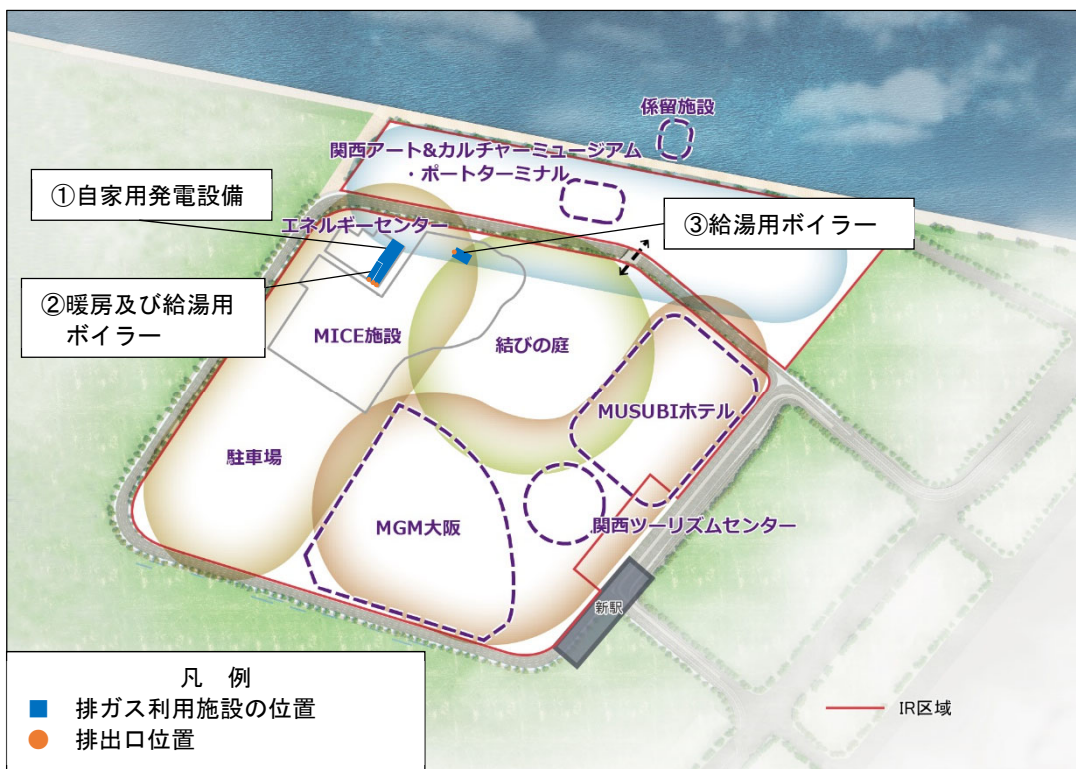 係留施設
関西アート&カルチャーミュージアム
・ポートターミナル
①自家用発電設備
エネルギーセンター
③給湯用ボイラー
②暖房及び給湯用
ボイラー
MICE施設
結びの庭
MUSUBIホテル
駐車場
MGM大阪
関西ツーリズムセンター
新駅
凡 例
排ガス利用施設の位置
排出口位置
IR区域